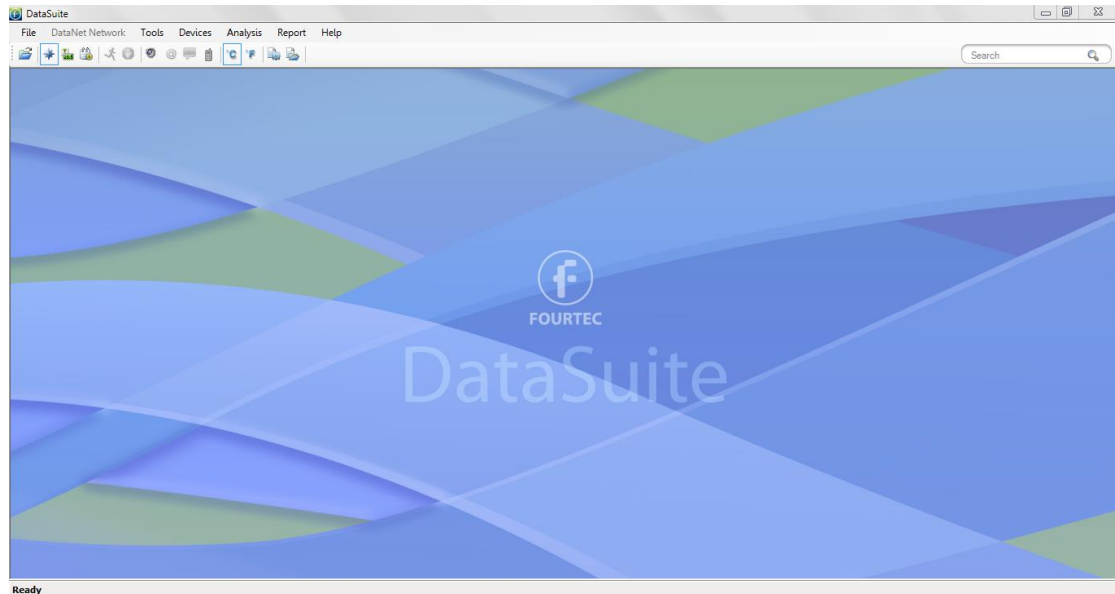 DataSuite
File DataNet Network Tools Devices Analysis Report Help
@ °C °F Search
FOURTEC
DataSuite
Ready